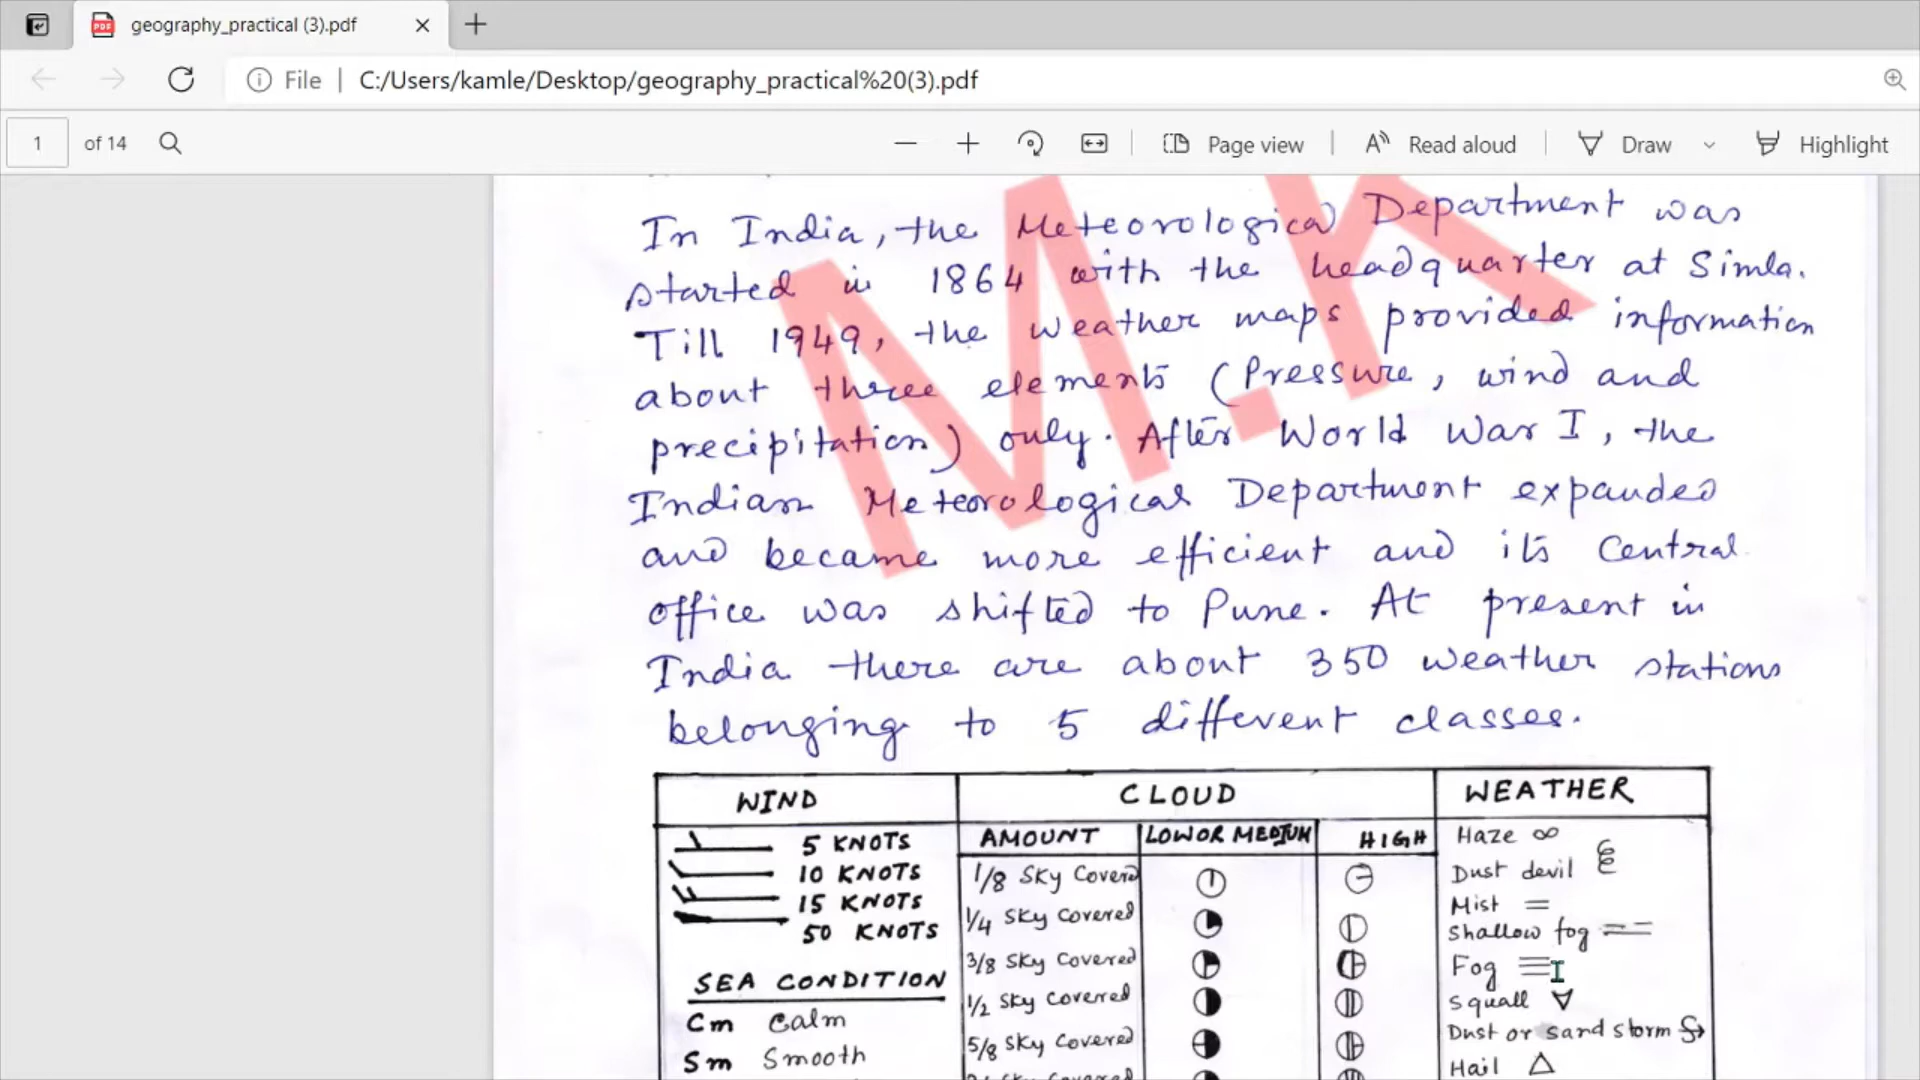 geography_practical (3).pdf
File | C:/Users/kamle/Desktop/geography_practical%20(3).pdf
1 of 14
Page view | Read aloud | Draw | Highlight
M.K
In India, the Meteorological Department was
started in 1864 with the headquarter at Simla.
Till 1949, the weather maps provided information
about three elements (Pressure, wind and
precipitation) only. After World War I, the
Indian Meteorological Department expanded
and became more efficient and its Central
office was shifted to Pune. At present in
India there are about 350 weather stations
belonging to 5 different classes.
WIND
5 KNOTS
10 KNOTS
15 KNOTS
50 KNOTS
SEA CONDITION
Cm Calm
Sm Smooth
CLOUD
AMOUNT LOW OR MEDIUM HIGH
1/8 Sky Covered
1/4 Sky Covered
3/8 Sky Covered
1/2 Sky Covered
5/8 Sky Covered
WEATHER
Haze ∞
Dust devil
Mist =
Shallow fog ==
Fog ≡
Squall ∀
Dust or sand storm
Hail △